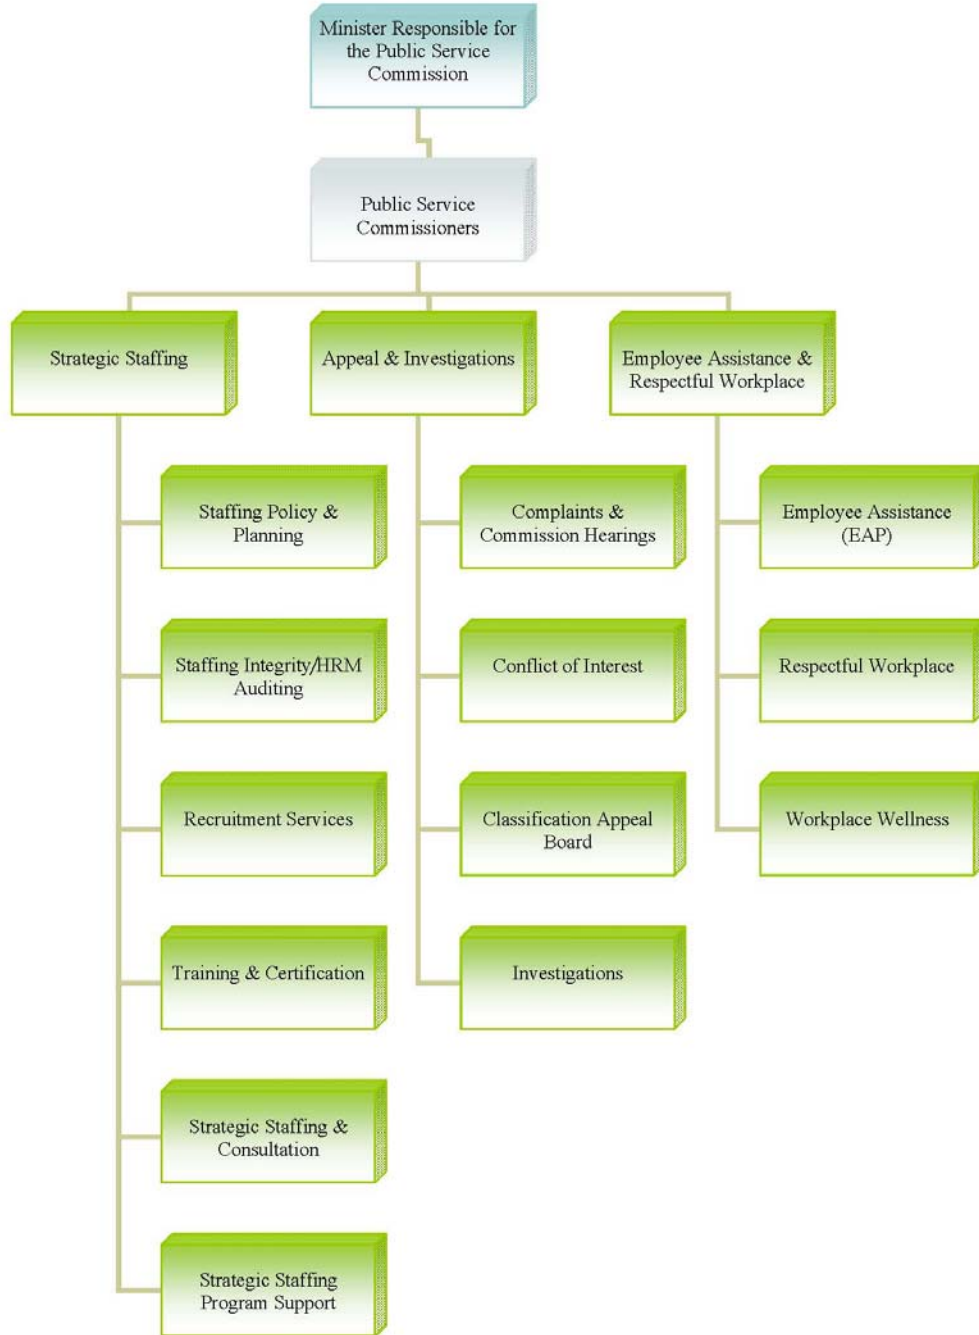 Minister Responsible for
the Public Service
Commission
Public Service
Commissioners
Strategic Staffing
Appeal & Investigations
Employee Assistance &
Respectful Workplace
Staffing Policy &
Planning
Complaints &
Commission Hearings
Employee Assistance
(EAP)
Staffing Integrity/HRM
Auditing
Conflict of Interest
Respectful Workplace
Recruitment Services
Classification Appeal
Board
Workplace Wellness
Training & Certification
Investigations
Strategic Staffing &
Consultation
Strategic Staffing
Program Support